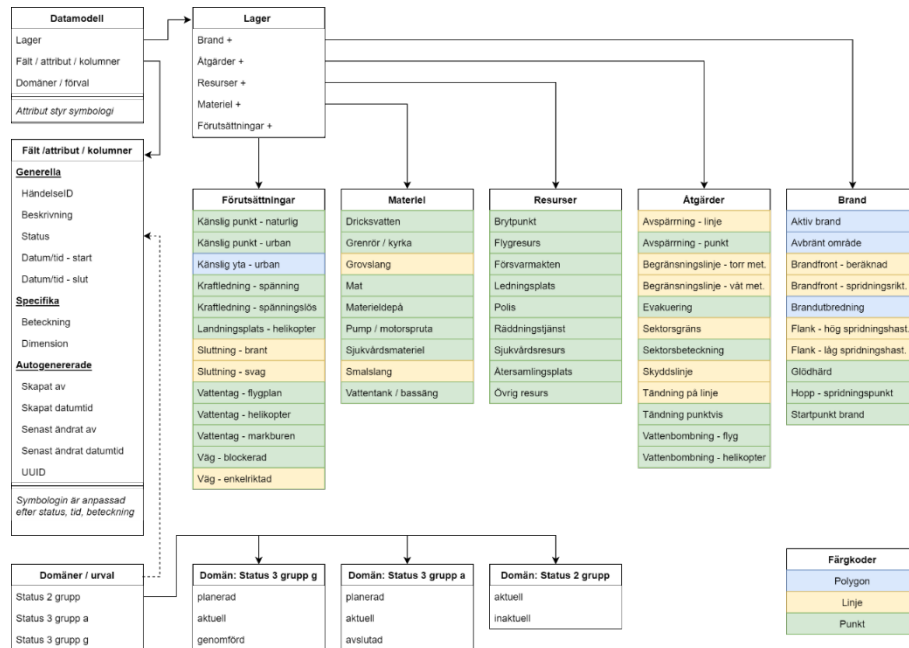 Datamodell
Lager
Fält / attribut / kolumner
Domäner / förval
Attribut styr symbologi
Lager
Brand +
Åtgärder +
Resurser +
Materiel +
Förutsättningar +
Fält /attribut / kolumner
Generella
HändelseID
Beskrivning
Status
Datum/tid - start
Datum/tid - slut
Specifika
Beteckning
Dimension
Autogenererade
Skapat av
Skapat datumtid
Senast ändrat av
Senast ändrat datumtid
UUID
Symbologin är anpassad
efter status, tid, beteckning
Förutsättningar
Känslig punkt - naturlig
Känslig punkt - urban
Känslig yta - urban
Kraftledning - spänning
Kraftledning - spänningslös
Landningsplats - helikopter
Sluttning - brant
Sluttning - svag
Vattentag - flygplan
Vattentag - helikopter
Vattentag - markburen
Väg - blockerad
Väg - enkelriktad
Materiel
Dricksvatten
Grenrör / kyrka
Grovslang
Mat
Materieldepå
Pump / motorspruta
Sjukvårdsmateriel
Smalslang
Vattentank / bassäng
Resurser
Brytpunkt
Flygresurs
Försvarmakten
Ledningsplats
Polis
Räddningstjänst
Sjukvårdsresurs
Återsamlingsplats
Övrig resurs
Åtgärder
Avspärrning - linje
Avspärrning - punkt
Begränsningslinje - torr met.
Begränsningslinje - våt met.
Evakuering
Sektorsgräns
Sektorsbeteckning
Skyddslinje
Tändning på linje
Tändning punktvis
Vattenbombning - flyg
Vattenbombning - helikopter
Brand
Aktiv brand
Avbränt område
Brandfront - beräknad
Brandfront - spridningsrikt.
Brandutbredning
Flank - hög spridningshast.
Flank - låg spridningshast.
Glödhärd
Hopp - spridningspunkt
Startpunkt brand
Domäner / urval
Status 2 grupp
Status 3 grupp a
Status 3 grupp g
Domän: Status 3 grupp g
planerad
aktuell
genomförd
Domän: Status 3 grupp a
planerad
aktuell
avslutad
Domän: Status 2 grupp
aktuell
inaktuell
Färgkoder
Polygon
Linje
Punkt